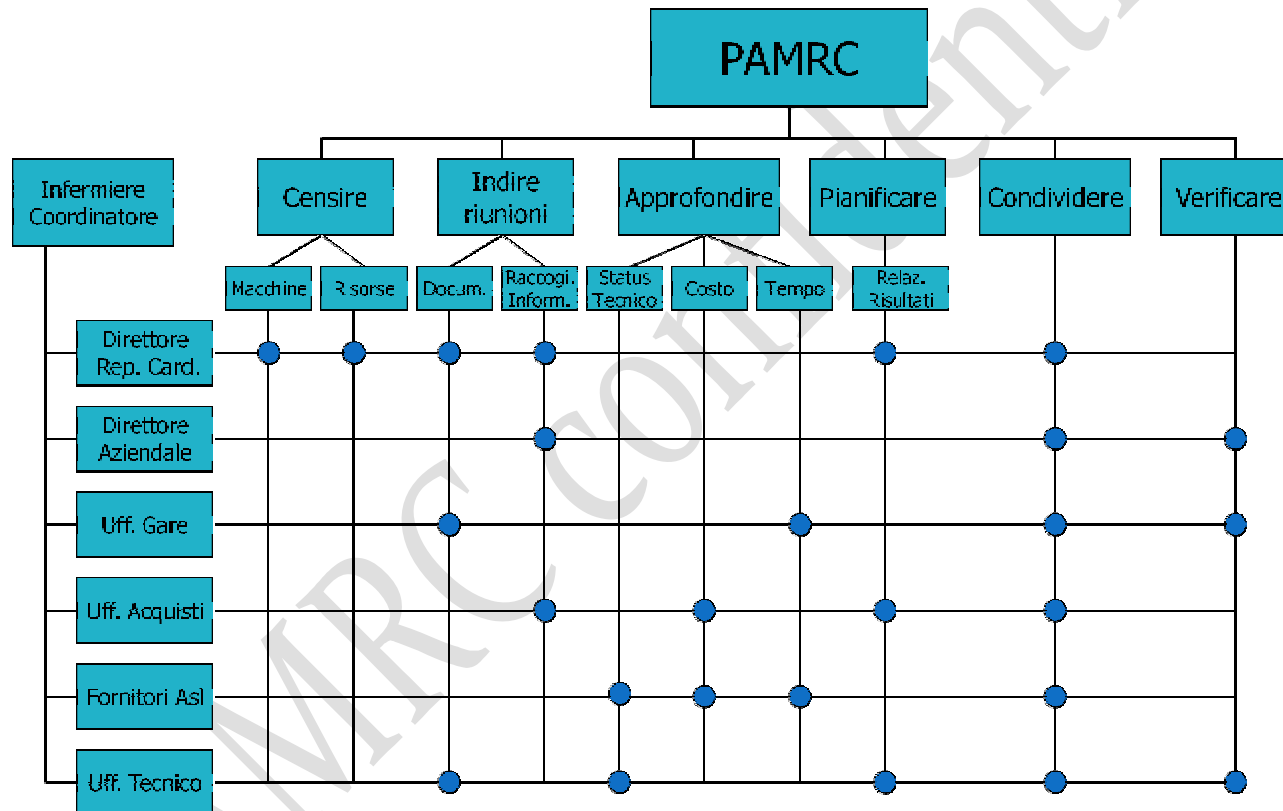 PAMRC
Infermiere
Coordinatore
Censire
Indire
riunioni
Approfondire
Pianificare
Condividere
Verificare
Macchine
Risorse
Docum.
Raccogl.
Inform.
Status
Tecnico
Costo
Tempo
Relaz.
Risultati
Direttore
Rep. Card.
Direttore
Aziendale
Uff. Gare
Uff. Acquisti
Fornitori Asl
Uff. Tecnico
MRC confidenti